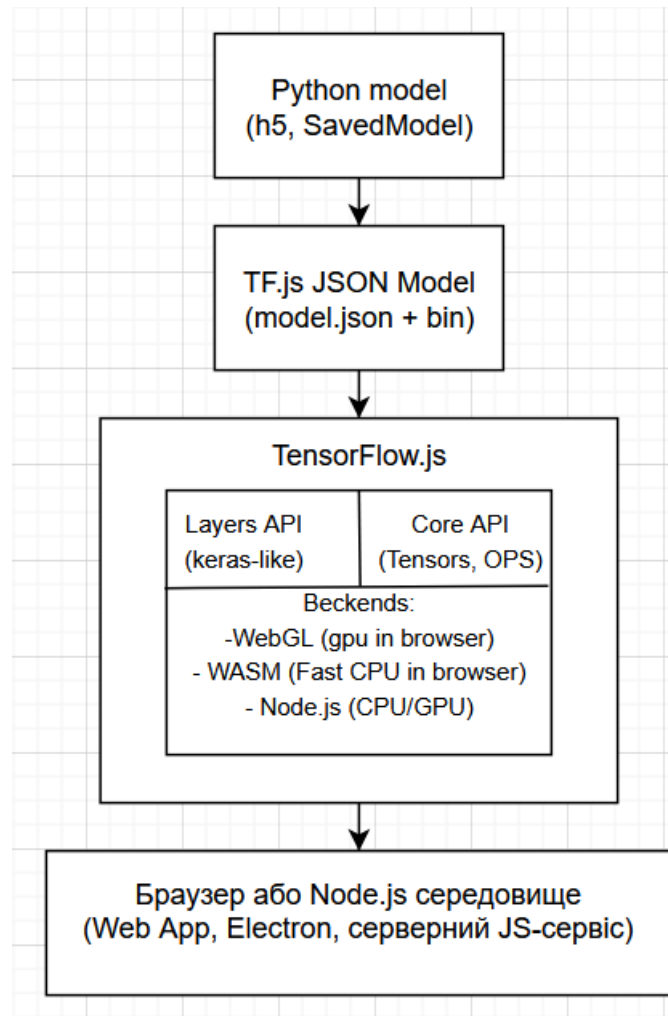 Python model
(h5, SavedModel)
TF.js JSON Model
(model.json + bin)
TensorFlow.js
Layers API
(keras-like)
Core API
(Tensors, OPS)
Beckends:
-WebGL (gpu in browser)
- WASM (Fast CPU in browser)
- Node.js (CPU/GPU)
Браузер або Node.js середовище
(Web App, Electron, серверний JS-сервіс)